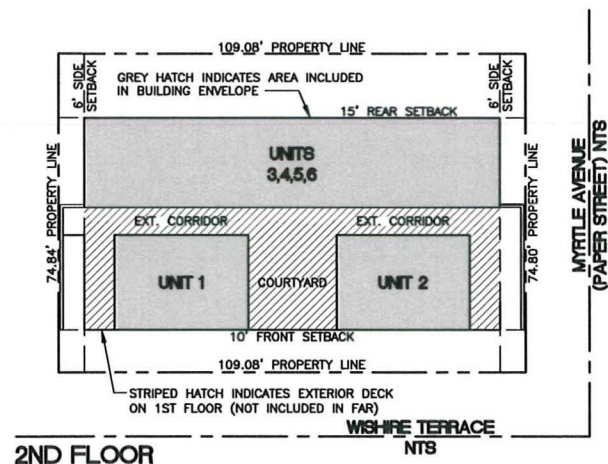 109.08' PROPERTY LINE
6' SIDE
SETBACK
GREY HATCH INDICATES AREA INCLUDED
IN BUILDING ENVELOPE
6' SIDE
SETBACK
15' REAR SETBACK
UNITS
3,4,5,6
74.84' PROPERTY LINE
EXT. CORRIDOR
EXT. CORRIDOR
74.80' PROPERTY LINE
MYRTLE AVENUE
(PAPER STREET) NTS
UNIT 1
COURTYARD
UNIT 2
10' FRONT SETBACK
109.08' PROPERTY LINE
STRIPED HATCH INDICATES EXTERIOR DECK
ON 1ST FLOOR (NOT INCLUDED IN FAR)
WISHIRE TERRACE
NTS
2ND FLOOR